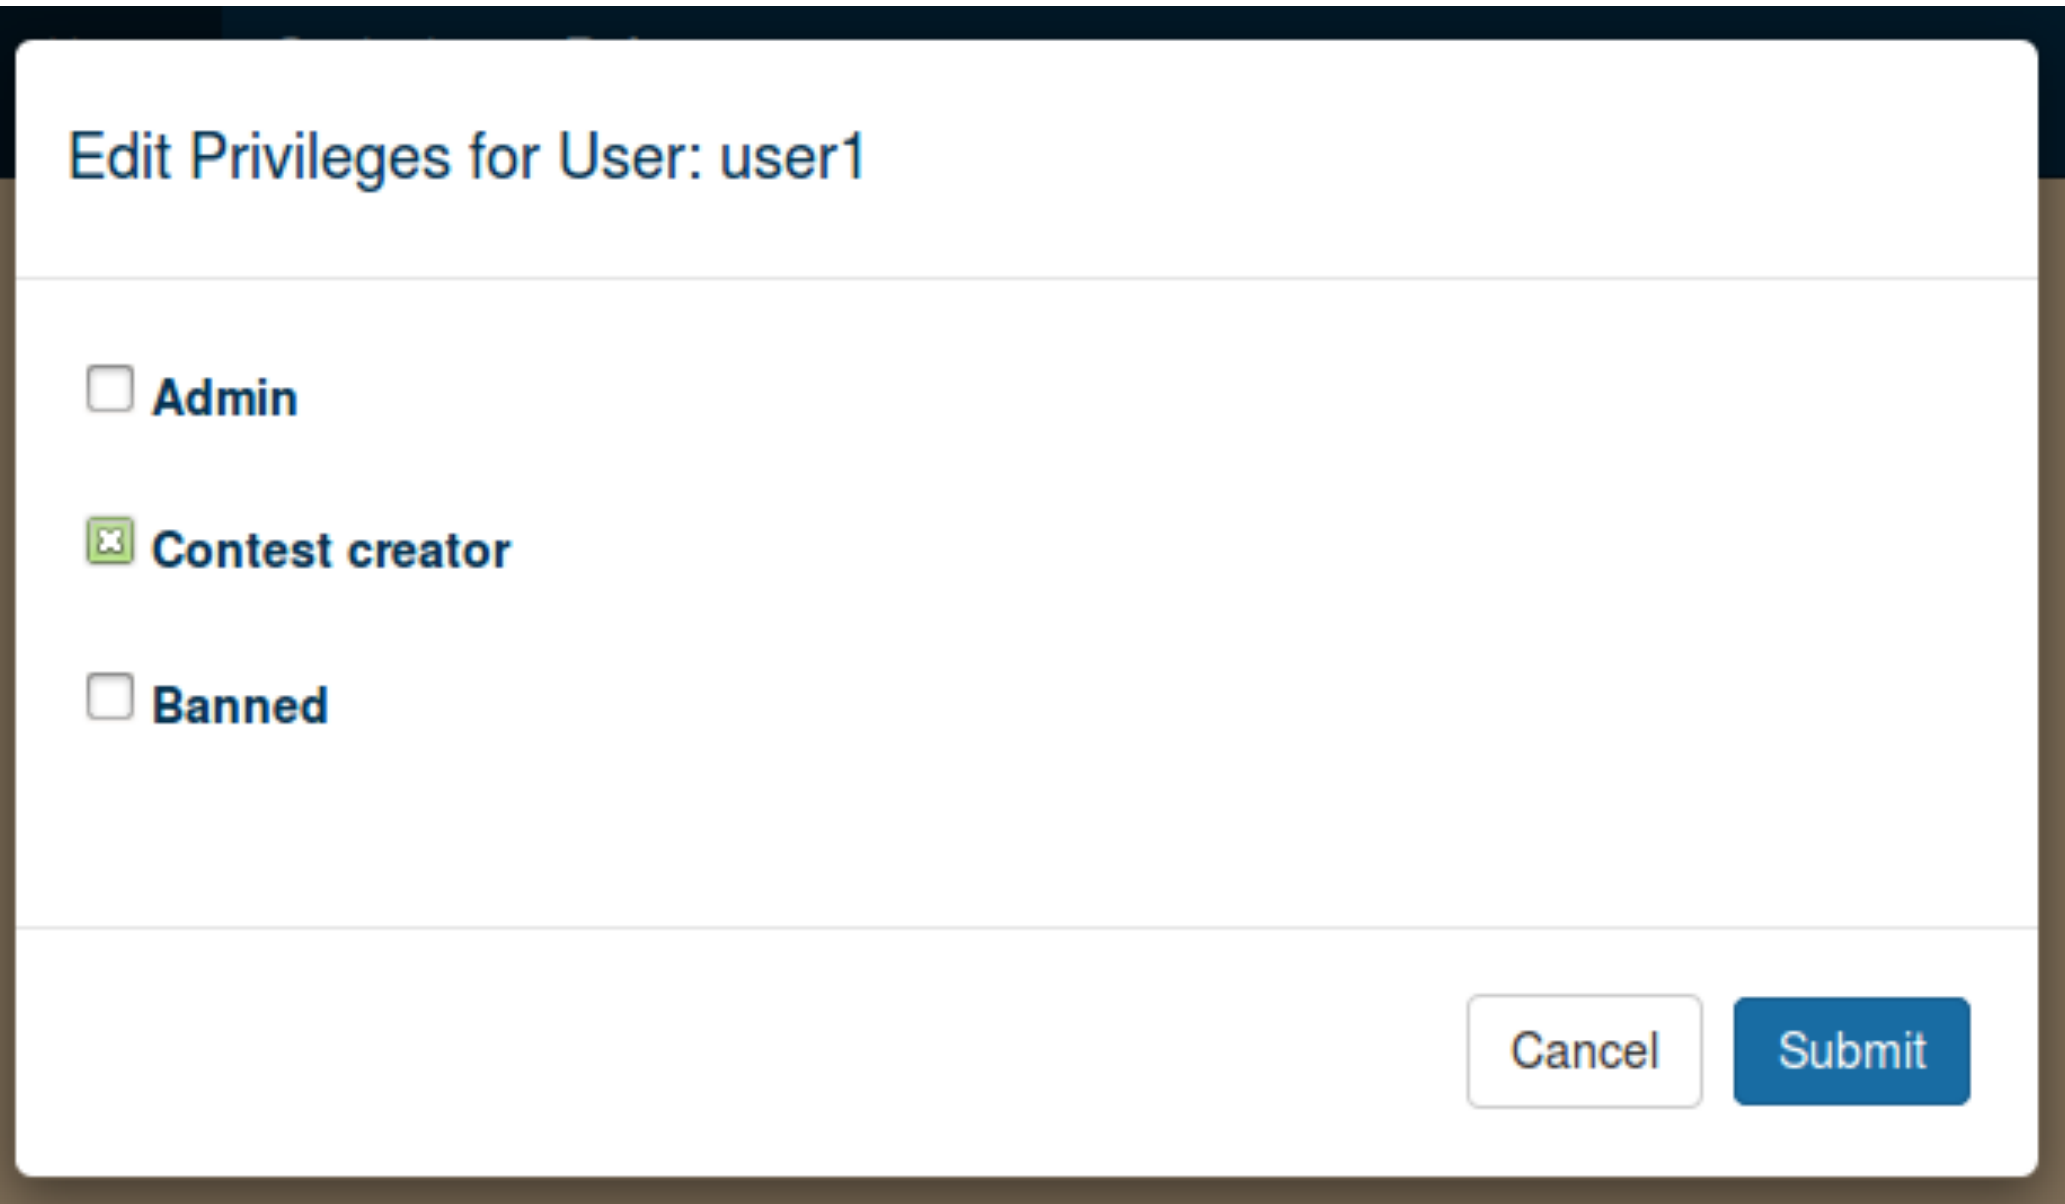 Edit Privileges for User: user1
Admin
Contest creator
Banned
Cancel Submit